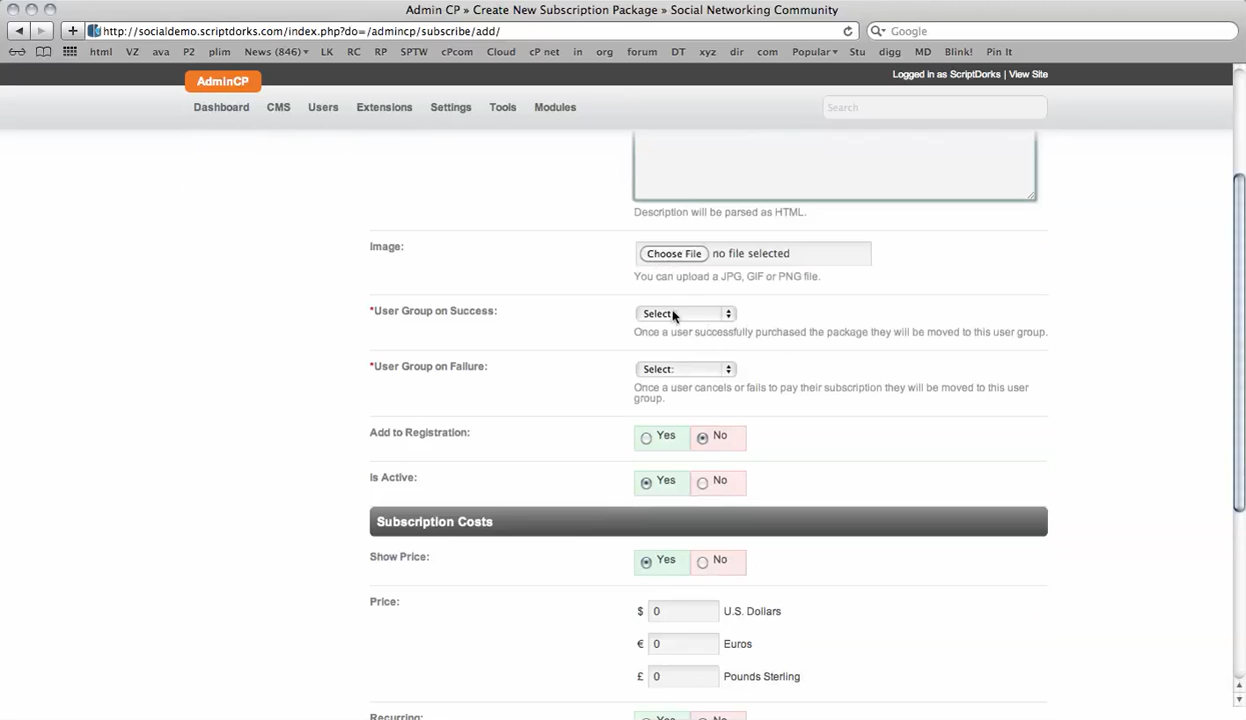 Admin CP » Create New Subscription Package » Social Networking Community
http://socialdemo.scriptdorks.com/index.php?do=/admincp/subscribe/add/
Google
html VZ ava P2 plim News (846) LK RC RP SPTW cPcom Cloud cP net in org forum DT xyz dir com Popular Stu digg MD Blink! Pin It
AdminCP
Logged in as ScriptDorks | View Site
Dashboard CMS Users Extensions Settings Tools Modules
Search
Description will be parsed as HTML.
Image:
Choose File no file selected
You can upload a JPG, GIF or PNG file.
*User Group on Success:
Select
Once a user successfully purchased the package they will be moved to this user group.
*User Group on Failure:
Select:
Once a user cancels or fails to pay their subscription they will be moved to this user
group.
Add to Registration:
Yes No
Is Active:
Yes No
Subscription Costs
Show Price:
Yes No
Price:
$ 0 U.S. Dollars
€ 0 Euros
£ 0 Pounds Sterling
Recurring:
Yes No